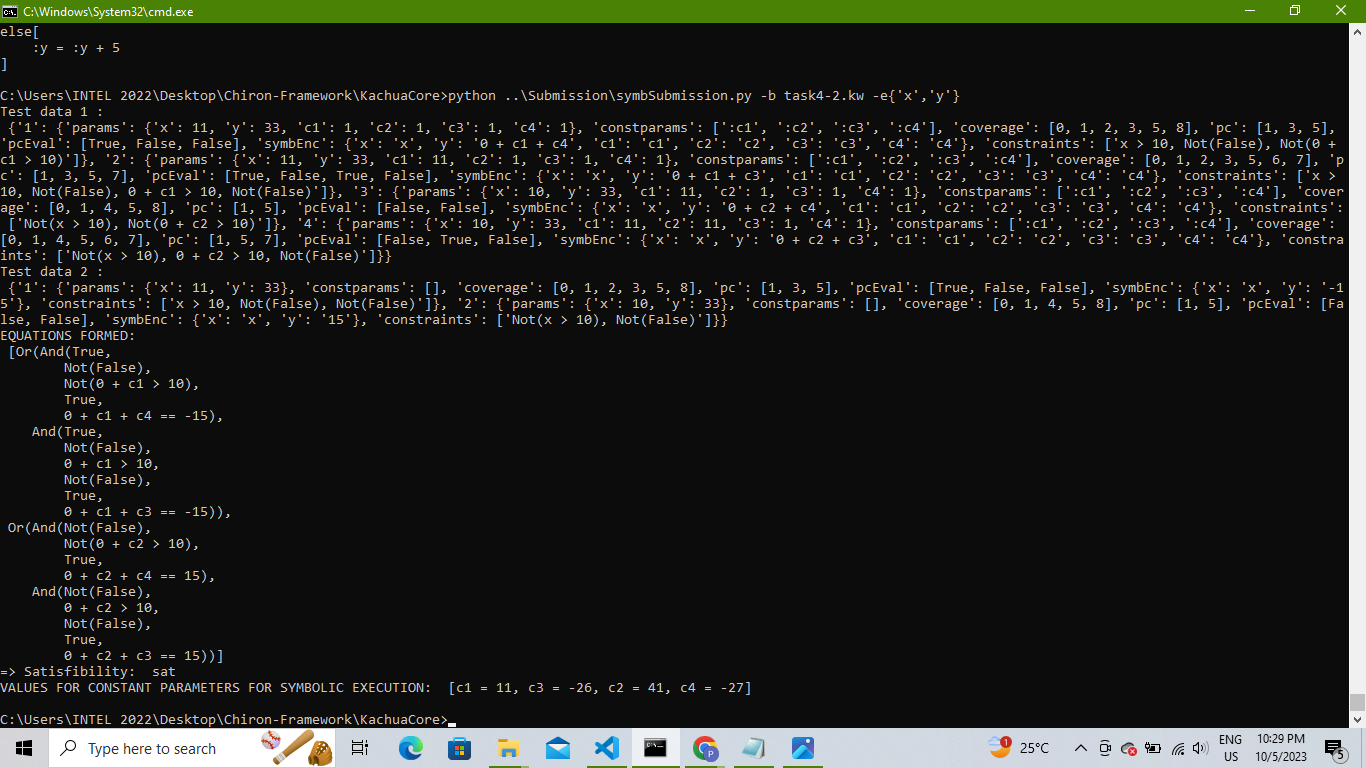 C:\Windows\System32\cmd.exe
else[
    :y = :y + 5
]
C:\Users\INTEL 2022\Desktop\Chiron-Framework\KachuaCore>python ..\Submission\symbSubmission.py -b task4-2.kw -e{'x','y'}
Test data 1 :
 {'1': {'params': {'x': 11, 'y': 33, 'c1': 1, 'c2': 1, 'c3': 1, 'c4': 1}, 'constparams': [':c1', ':c2', ':c3', ':c4'], 'coverage': [0, 1, 2, 3, 5, 8], 'pc': [1, 3, 5],
'pcEval': [True, False, False], 'symbEnc': {'x': 'x', 'y': '0 + c1 + c4', 'c1': 'c1', 'c2': 'c2', 'c3': 'c3', 'c4': 'c4'}, 'constraints': ['x > 10, Not(False), Not(0 +
c1 > 10)']}, '2': {'params': {'x': 11, 'y': 33, 'c1': 11, 'c2': 1, 'c3': 1, 'c4': 1}, 'constparams': [':c1', ':c2', ':c3', ':c4'], 'coverage': [0, 1, 2, 3, 5, 6, 7], 'p
c': [1, 3, 5, 7], 'pcEval': [True, False, True, False], 'symbEnc': {'x': 'x', 'y': '0 + c1 + c3', 'c1': 'c1', 'c2': 'c2', 'c3': 'c3', 'c4': 'c4'}, 'constraints': ['x >
10, Not(False), 0 + c1 > 10, Not(False)']}, '3': {'params': {'x': 10, 'y': 33, 'c1': 11, 'c2': 1, 'c3': 1, 'c4': 1}, 'constparams': [':c1', ':c2', ':c3', ':c4'], 'cover
age': [0, 1, 4, 5, 8], 'pc': [1, 5], 'pcEval': [False, False], 'symbEnc': {'x': 'x', 'y': '0 + c2 + c4', 'c1': 'c1', 'c2': 'c2', 'c3': 'c3', 'c4': 'c4'}, 'constraints':
 ['Not(x > 10), Not(0 + c2 > 10)']}, '4': {'params': {'x': 10, 'y': 33, 'c1': 11, 'c2': 11, 'c3': 1, 'c4': 1}, 'constparams': [':c1', ':c2', ':c3', ':c4'], 'coverage':
[0, 1, 4, 5, 6, 7], 'pc': [1, 5, 7], 'pcEval': [False, True, False], 'symbEnc': {'x': 'x', 'y': '0 + c2 + c3', 'c1': 'c1', 'c2': 'c2', 'c3': 'c3', 'c4': 'c4'}, 'constra
ints': ['Not(x > 10), 0 + c2 > 10, Not(False)']}}
Test data 2 :
 {'1': {'params': {'x': 11, 'y': 33}, 'constparams': [], 'coverage': [0, 1, 2, 3, 5, 8], 'pc': [1, 3, 5], 'pcEval': [True, False, False], 'symbEnc': {'x': 'x', 'y': '-1
5'}, 'constraints': ['x > 10, Not(False), Not(False)']}, '2': {'params': {'x': 10, 'y': 33}, 'constparams': [], 'coverage': [0, 1, 4, 5, 8], 'pc': [1, 5], 'pcEval': [Fa
lse, False], 'symbEnc': {'x': 'x', 'y': '15'}, 'constraints': ['Not(x > 10), Not(False)']}}
EQUATIONS FORMED:
 [Or(And(True,
        Not(False),
        Not(0 + c1 > 10),
        True,
        0 + c1 + c4 == -15),
    And(True,
        Not(False),
        0 + c1 > 10,
        Not(False),
        True,
        0 + c1 + c3 == -15)),
 Or(And(Not(False),
        Not(0 + c2 > 10),
        True,
        0 + c2 + c4 == 15),
    And(Not(False),
        0 + c2 > 10,
        Not(False),
        True,
        0 + c2 + c3 == 15))]
=> Satisfibility:  sat
VALUES FOR CONSTANT PARAMETERS FOR SYMBOLIC EXECUTION:  [c1 = 11, c3 = -26, c2 = 41, c4 = -27]
C:\Users\INTEL 2022\Desktop\Chiron-Framework\KachuaCore>
Type here to search
1
25°C
ENG
US
10:29 PM
10/5/2023
5